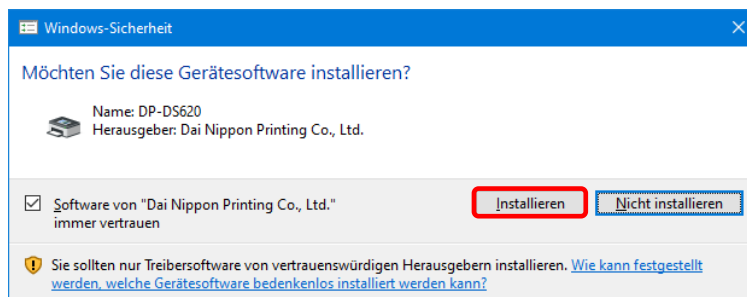 Windows-Sicherheit
Möchten Sie diese Gerätesoftware installieren?
Name: DP-DS620
Herausgeber: Dai Nippon Printing Co., Ltd.
Software von "Dai Nippon Printing Co., Ltd."
immer vertrauen
Installieren
Nicht installieren
Sie sollten nur Treibersoftware von vertrauenswürdigen Herausgebern installieren. Wie kann festgestellt
werden, welche Gerätesoftware bedenkenlos installiert werden kann?